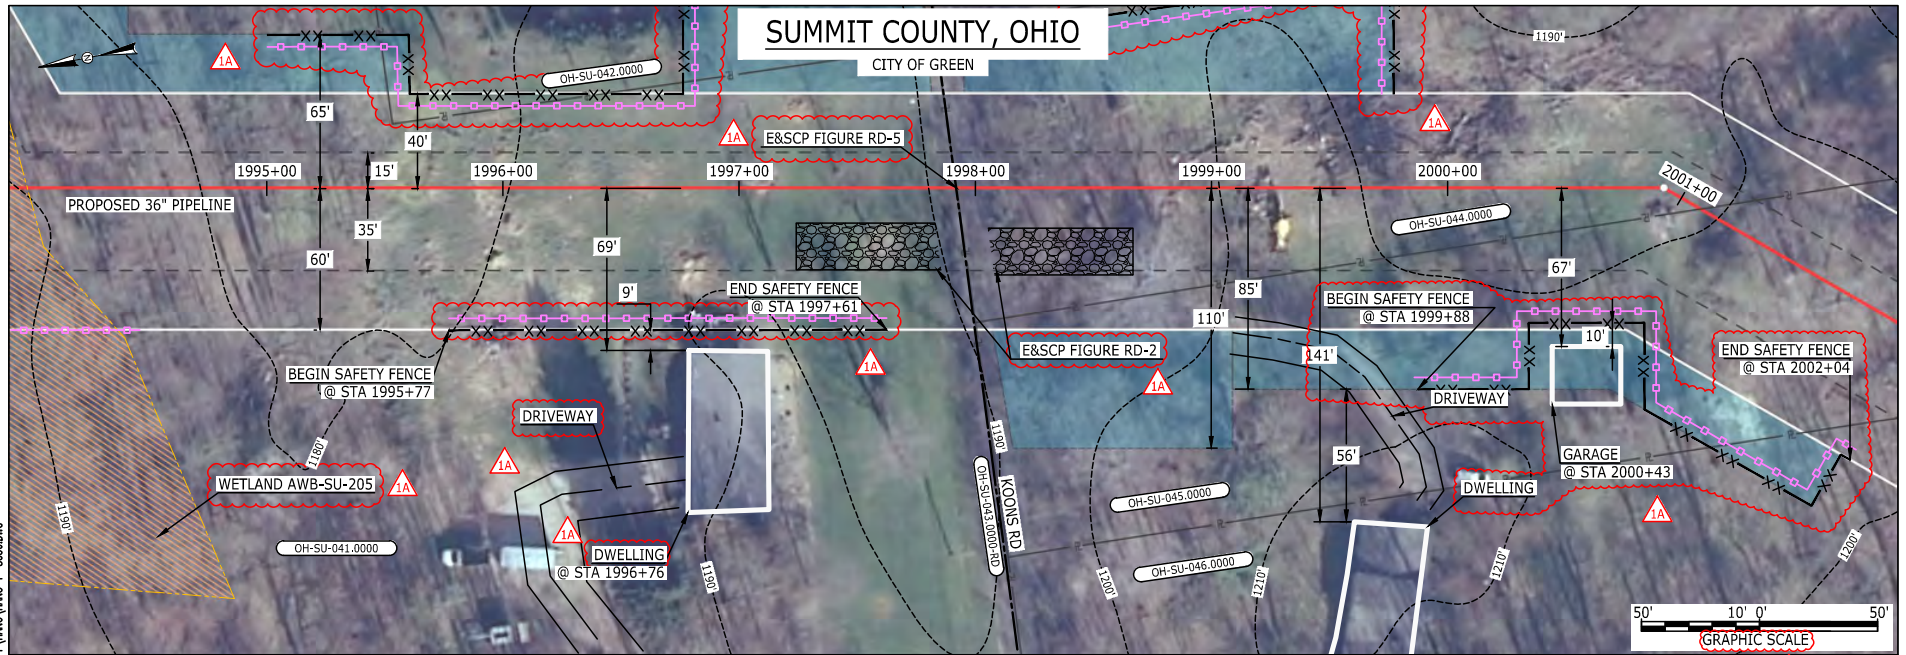 SUMMIT COUNTY, OHIO
CITY OF GREEN
N
1A
OH-SU-042.0000
1190'
65'
40'
1A
E&SCP FIGURE RD-5
1A
15'
1995+00
1996+00
1997+00
1998+00
1999+00
2000+00
2001+00
PROPOSED 36" PIPELINE
35'
60'
69'
OH-SU-044.0000
67'
9'
END SAFETY FENCE
@ STA 1997+61
85'
110'
BEGIN SAFETY FENCE
@ STA 1999+88
10'
141'
E&SCP FIGURE RD-2
END SAFETY FENCE
@ STA 2002+04
BEGIN SAFETY FENCE
@ STA 1995+77
1A
1A
DRIVEWAY
DRIVEWAY
1180'
1190'
56'
GARAGE
@ STA 2000+43
1A
WETLAND AWB-SU-205
1A
DWELLING
OH-SU-045.0000
1190'
1A
KOONS RD
OH-SU-043.0000-RD
1A
OH-SU-041.0000
DWELLING
@ STA 1996+76
1190'
OH-SU-046.0000
1200'
1210'
1210'
1200'
50'
10'
0'
50'
GRAPHIC SCALE